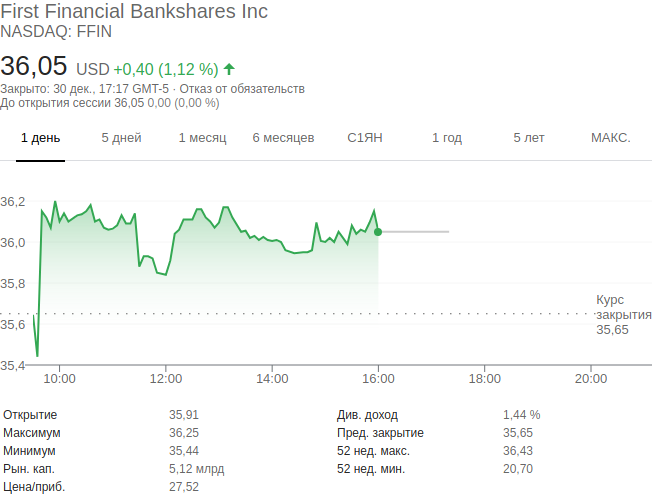 First Financial Bankshares Inc
NASDAQ: FFIN
36,05 USD +0,40 (1,12 %)
Закрыто: 30 дек., 17:17 GMT-5 · Отказ от обязательств
До открытия сессии 36,05 0,00 (0,00 %)
1 день 5 дней 1 месяц 6 месяцев С1ЯН 1 год 5 лет МАКС.
36,2
36,0
35,8
35,6
35,4
Курс
закрытия
35,65
10:00 12:00 14:00 16:00 18:00 20:00
Открытие 35,91 Див. доход 1,44 %
Максимум 36,25 Пред. закрытие 35,65
Минимум 35,44 52 нед. макс. 36,43
Рын. кап. 5,12 млрд 52 нед. мин. 20,70
Цена/приб. 27,52